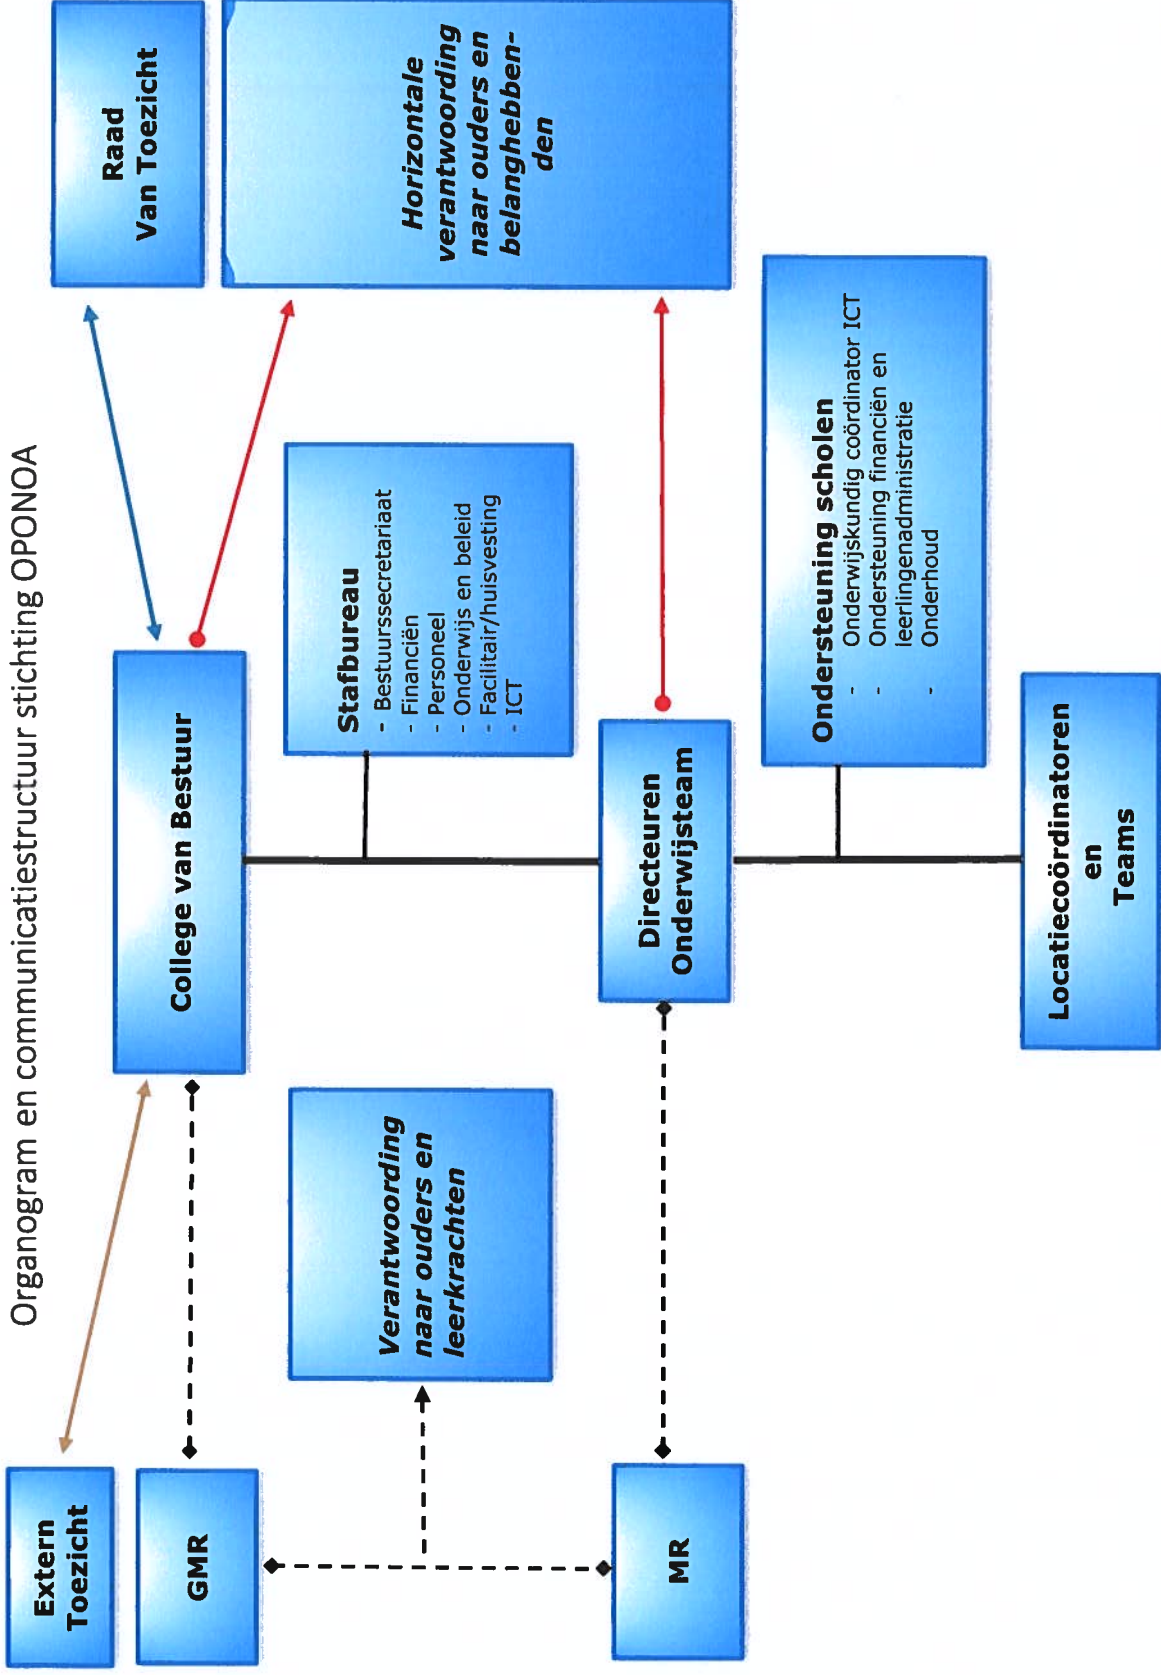 Organogram en communicatiestructuur stichting OPONOA
Extern
Toezicht
College van Bestuur
Raad
Van Toezicht
GMR
Verantwoording
naar ouders en
leerkrachten
Stafbureau
- Bestuurssecretariaat
- Financiën
- Personeel
- Onderwijs en beleid
- Facilitair/huisvesting
- ICT
Horizontale
verantwoording
naar ouders en
belanghebben-
den
MR
Directeuren
Onderwijsteam
Ondersteuning scholen
- Onderwijskundig coördinator ICT
- Ondersteuning financiën en
leerlingenadministratie
- Onderhoud
Locatiecoördinatoren
en
Teams